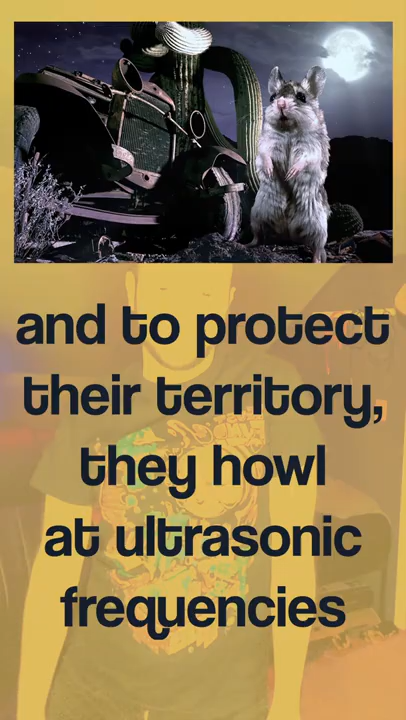 and to protect
their territory,
they howl
at ultrasonic
frequencies